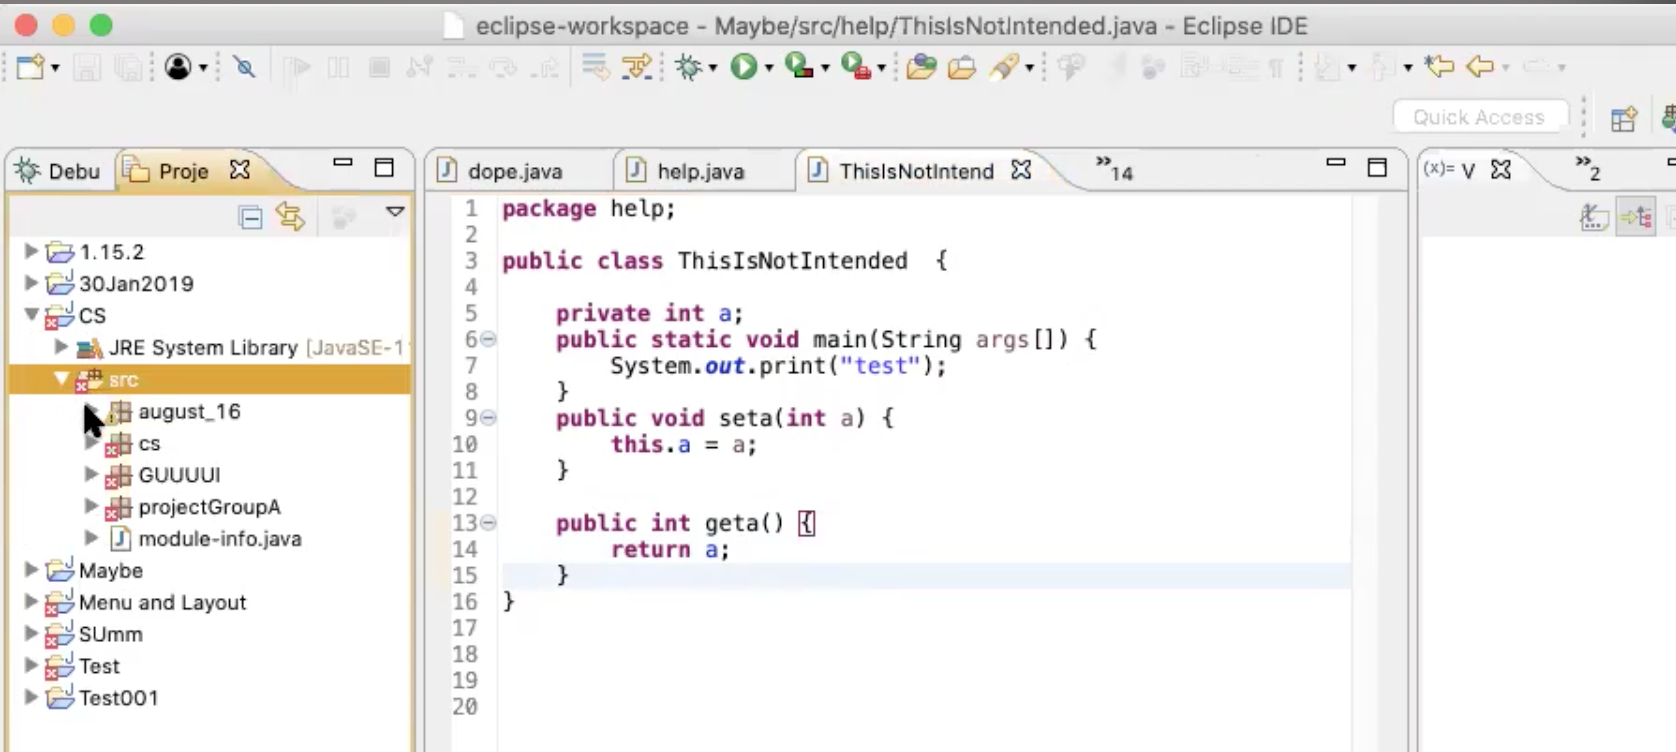 eclipse-workspace - Maybe/src/help/ThisIsNotIntended.java - Eclipse IDE
Quick Access
Debu
Proje
dope.java
help.java
ThisIsNotIntend
»14
(x)= V
»2
1.15.2
30Jan2019
CS
JRE System Library [JavaSE-1
src
august_16
cs
GUUUUI
projectGroupA
module-info.java
Maybe
Menu and Layout
SUmm
Test
Test001
1 package help;
2
3 public class ThisIsNotIntended {
4
5 private int a;
6 public static void main(String args[]) {
7 System.out.print("test");
8 }
9 public void seta(int a) {
10 this.a = a;
11 }
12
13 public int geta() {
14 return a;
15 }
16 }
17
18
19
20